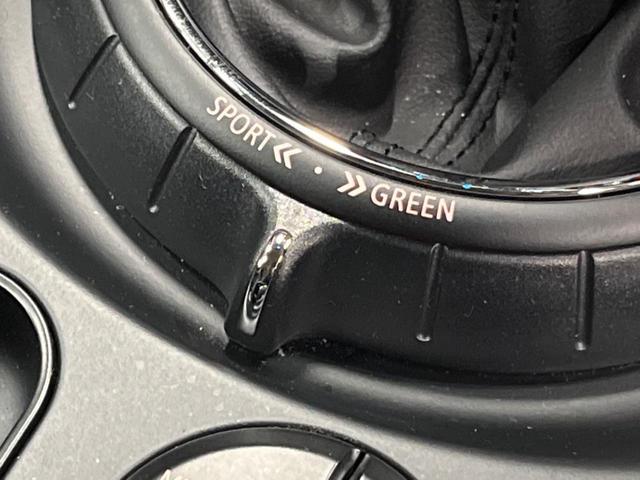 SPORT « · » GREEN